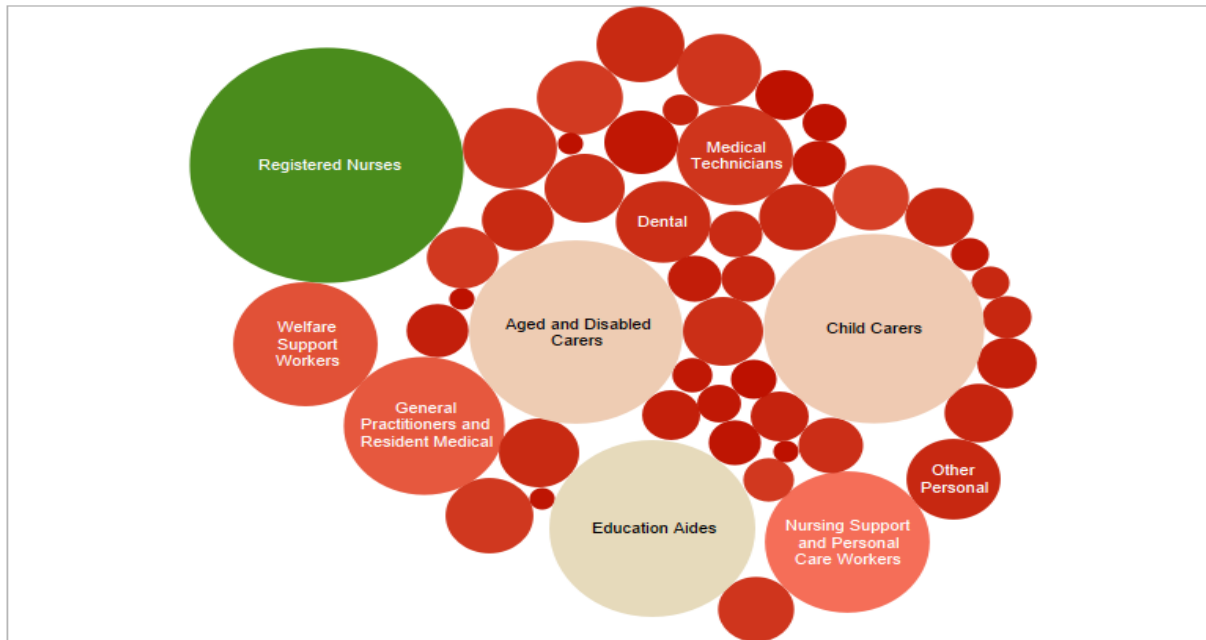 Registered Nurses
Medical
Technicians
Dental
Welfare
Support
Workers
Aged and Disabled
Carers
Child Carers
General
Practitioners and
Resident Medical
Other
Personal
Education Aides
Nursing Support
and Personal
Care Workers